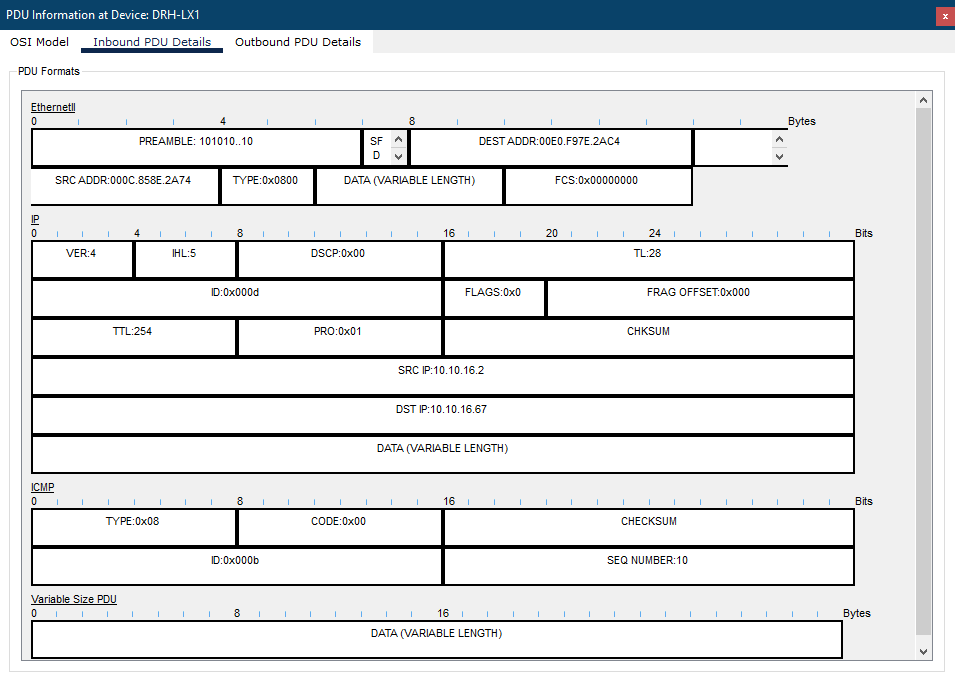 PDU Information at Device: DRH-LX1
x
OSI Model Inbound PDU Details Outbound PDU Details
PDU Formats
EthernetII
0 4 8 Bytes
PREAMBLE: 101010..10 SF D DEST ADDR:00E0.F97E.2AC4
SRC ADDR:000C.858E.2A74 TYPE:0x0800 DATA (VARIABLE LENGTH) FCS:0x00000000
IP
0 4 8 16 20 24 Bits
VER:4 IHL:5 DSCP:0x00 TL:28
ID:0x000d FLAGS:0x0 FRAG OFFSET:0x000
TTL:254 PRO:0x01 CHKSUM
SRC IP:10.10.16.2
DST IP:10.10.16.67
DATA (VARIABLE LENGTH)
ICMP
0 8 16 Bits
TYPE:0x08 CODE:0x00 CHECKSUM
ID:0x000b SEQ NUMBER:10
Variable Size PDU
0 8 16 Bytes
DATA (VARIABLE LENGTH)